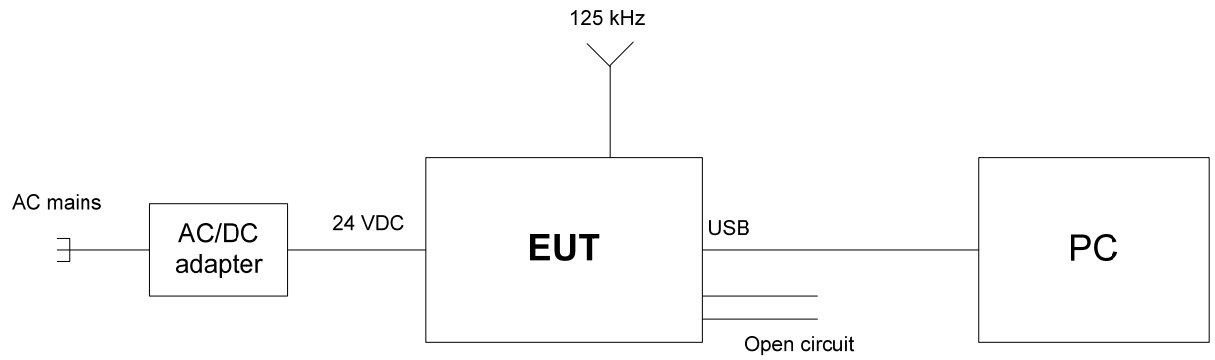 125 kHz
AC mains
AC/DC
adapter
24 VDC
EUT
USB
PC
Open circuit